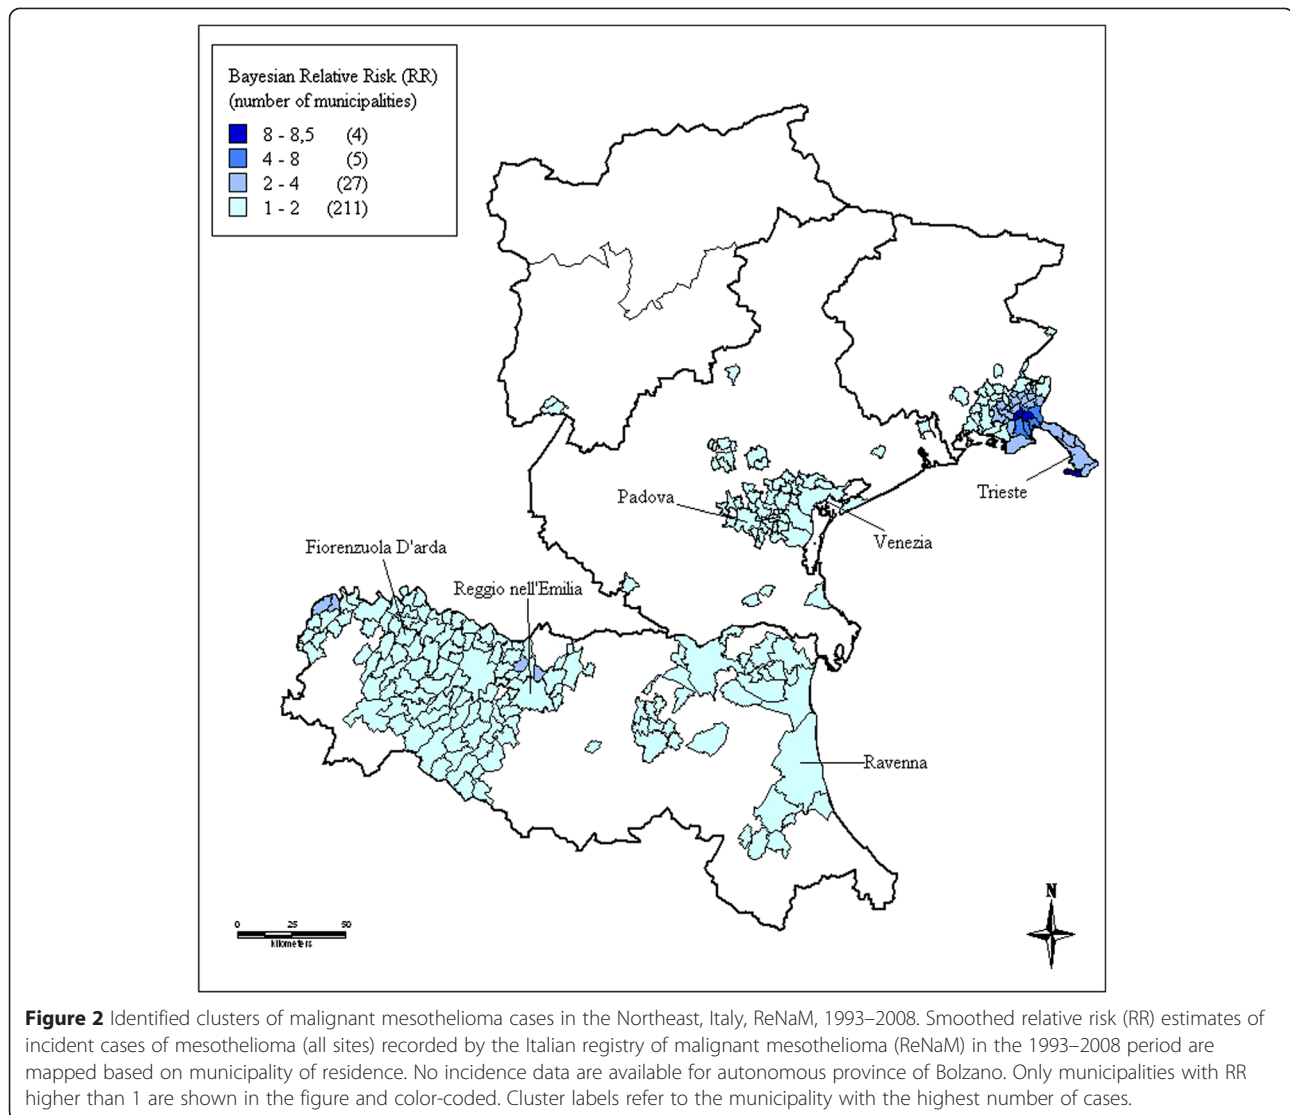 Bayesian Relative Risk (RR)
(number of municipalities)
8 - 8,5 (4)
4 - 8 (5)
2 - 4 (27)
1 - 2 (211)
Trieste
Padova
Venezia
Fiorenzuola D'arda
Reggio nell'Emilia
Ravenna
N
0 25 50
kilometers
Figure 2 Identified clusters of malignant mesothelioma cases in the Northeast, Italy, ReNaM, 1993–2008. Smoothed relative risk (RR) estimates of
incident cases of mesothelioma (all sites) recorded by the Italian registry of malignant mesothelioma (ReNaM) in the 1993–2008 period are
mapped based on municipality of residence. No incidence data are available for autonomous province of Bolzano. Only municipalities with RR
higher than 1 are shown in the figure and color-coded. Cluster labels refer to the municipality with the highest number of cases.